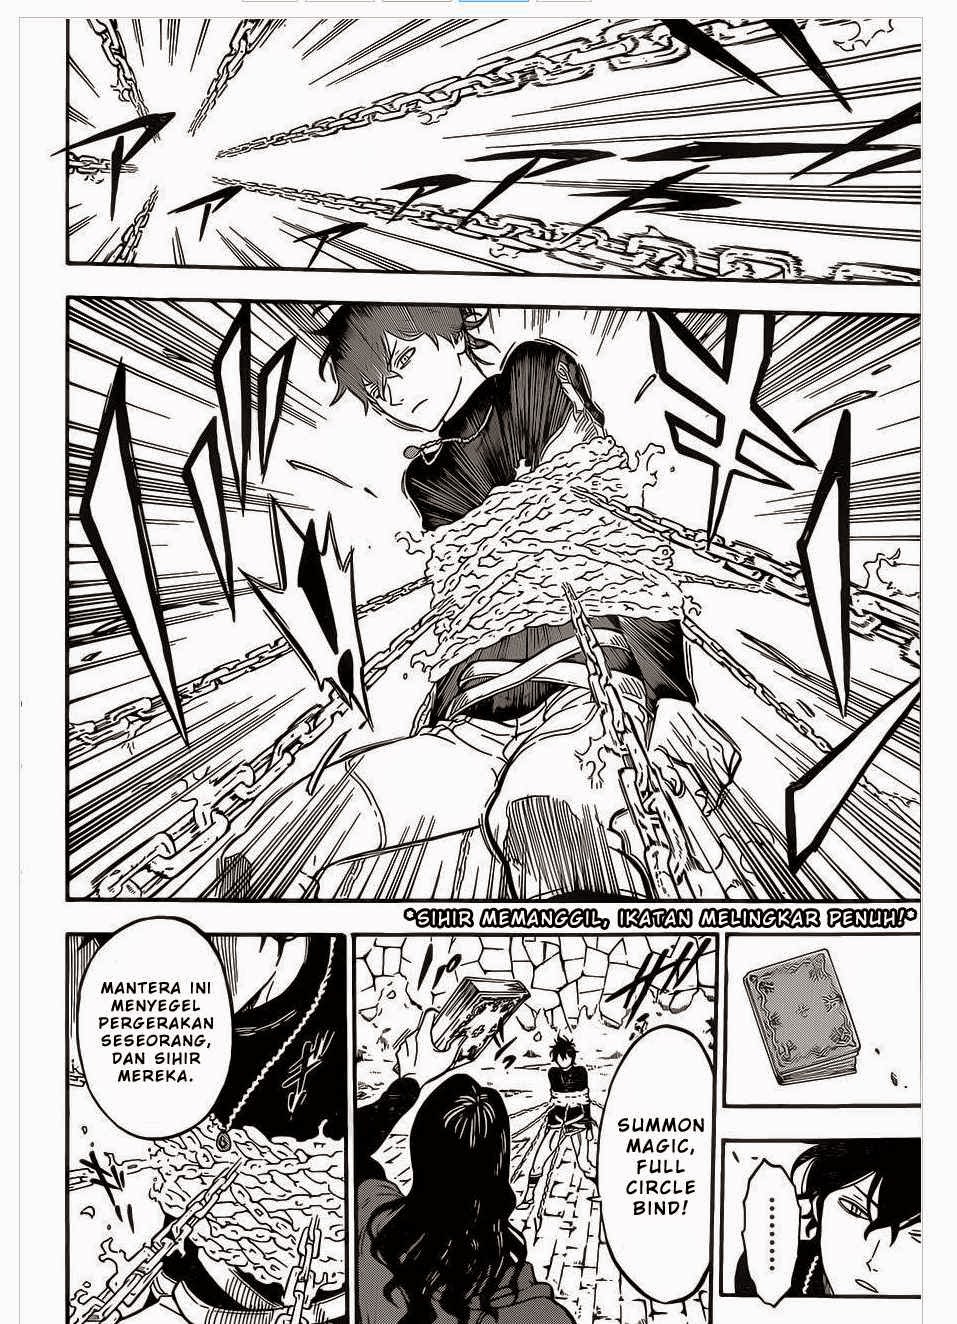 *SIHIR MEMANGGIL, IKATAN MELINGKAR PENUH!*
..........
SUMMON
MAGIC,
FULL
CIRCLE
BIND!
MANTERA INI
MENYEGEL
PERGERAKAN
SESEORANG,
DAN SIHIR
MEREKA.